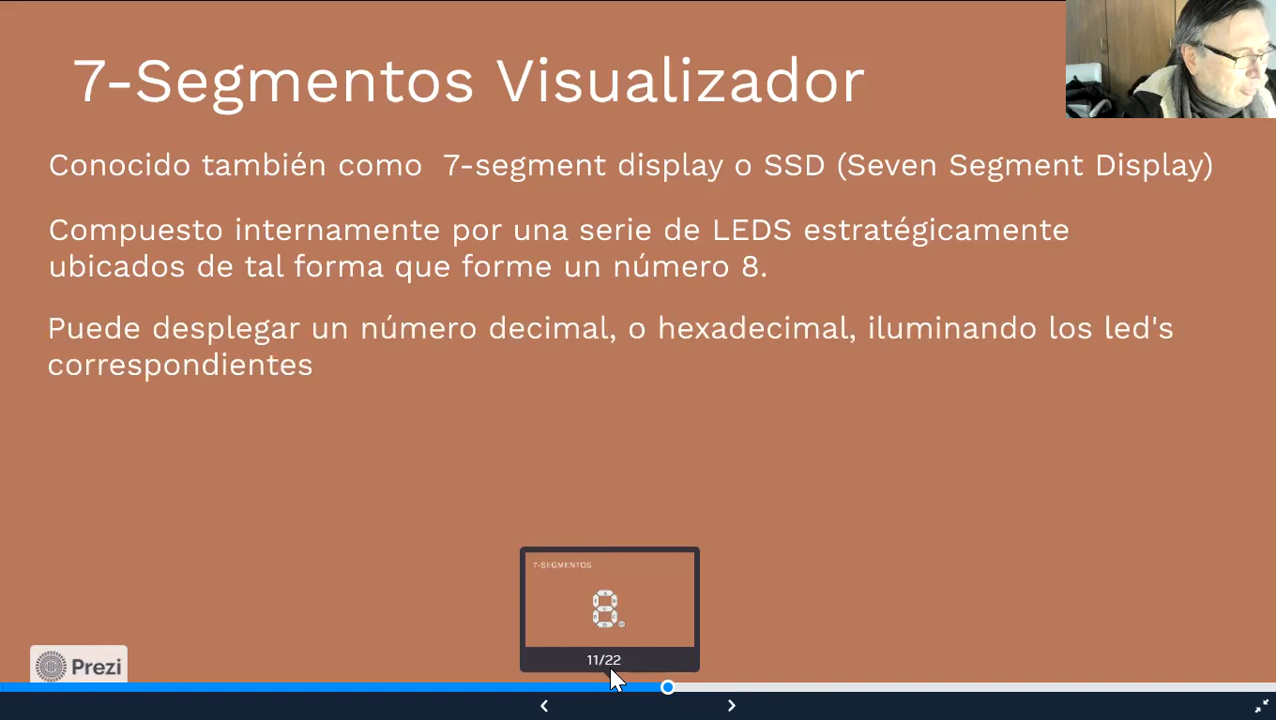 7-Segmentos Visualizador
Conocido también como 7-segment display o SSD (Seven Segment Display)
Compuesto internamente por una serie de LEDS estratégicamente
ubicados de tal forma que forme un número 8.
Puede desplegar un número decimal, o hexadecimal, iluminando los led's
correspondientes
7-SEGMENTOS
11/22
Prezi